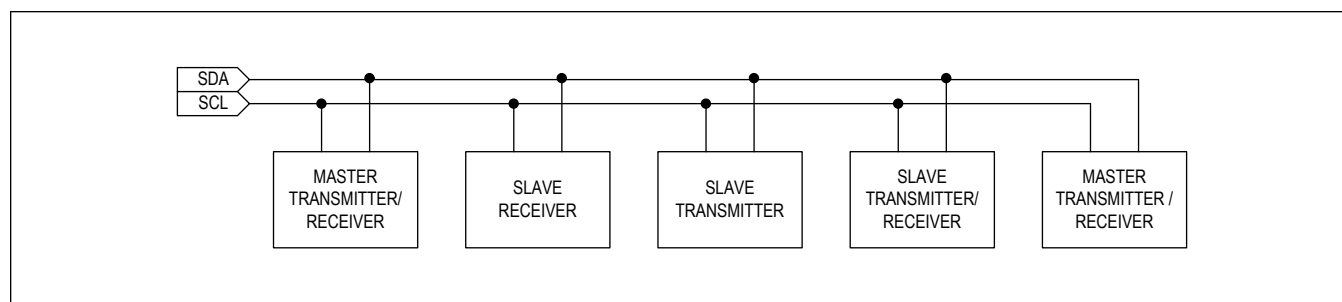 SDA
SCL
MASTER
TRANSMITTER/
RECEIVER
SLAVE
RECEIVER
SLAVE
TRANSMITTER
SLAVE
TRANSMITTER/
RECEIVER
MASTER
TRANSMITTER /
RECEIVER